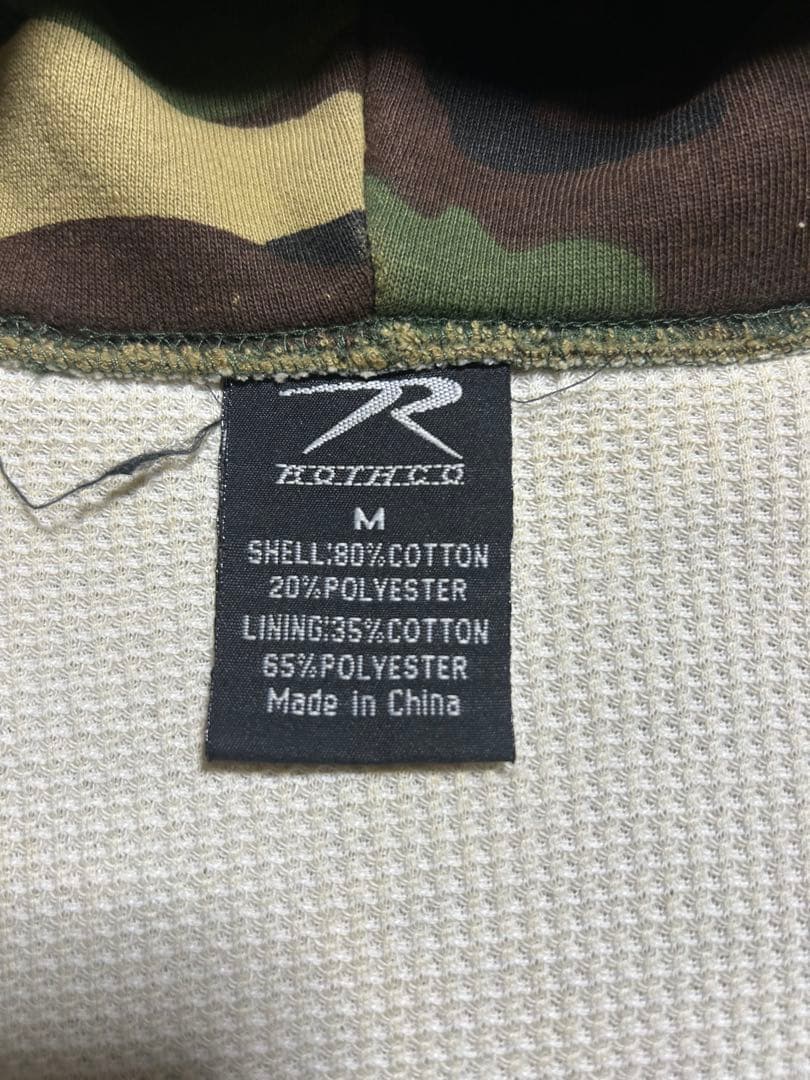 R
ROTHCO
M
SHELL:80%COTTON
20%POLYESTER
LINING:35%COTTON
65%POLYESTER
Made in China